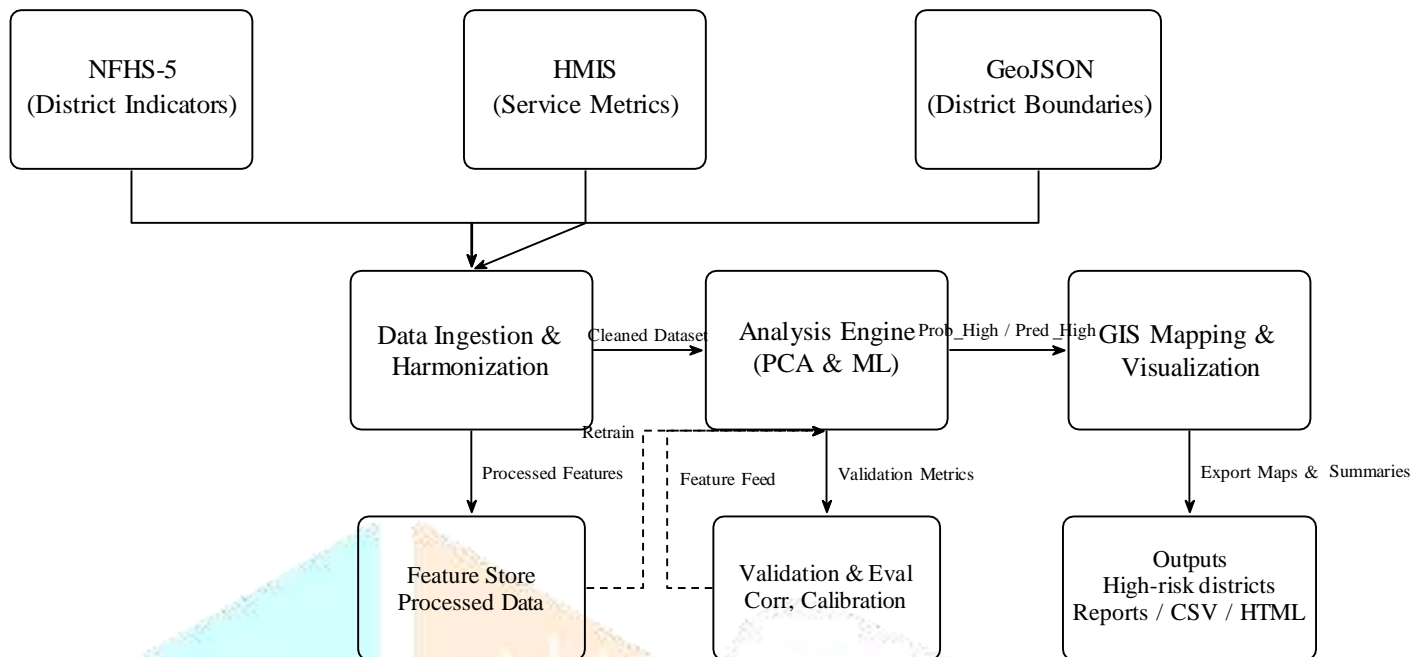 NFHS-5
(District Indicators)
HMIS
(Service Metrics)
GeoJSON
(District Boundaries)
Data Ingestion &
Harmonization
Cleaned Dataset
Analysis Engine
(PCA & ML)
Prob_High / Pred_High
GIS Mapping &
Visualization
Retrain
Processed Features
Feature Feed
Validation Metrics
Export Maps & Summaries
Feature Store
Processed Data
Validation & Eval
Corr, Calibration
Outputs
High-risk districts
Reports / CSV / HTML